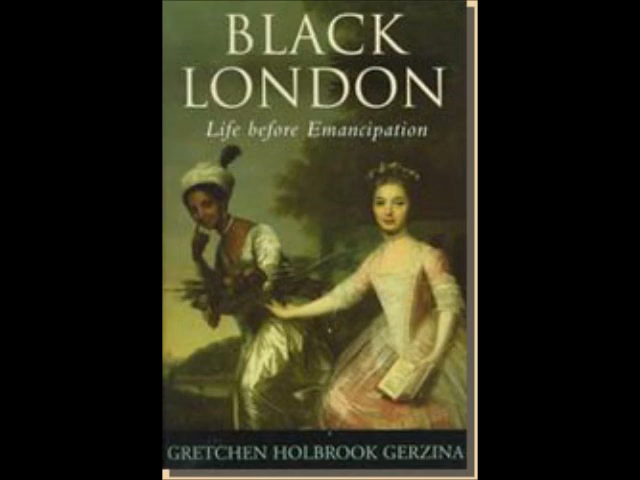 BLACK
LONDON
Life before Emancipation
GRETCHEN HOLBROOK GERZINA